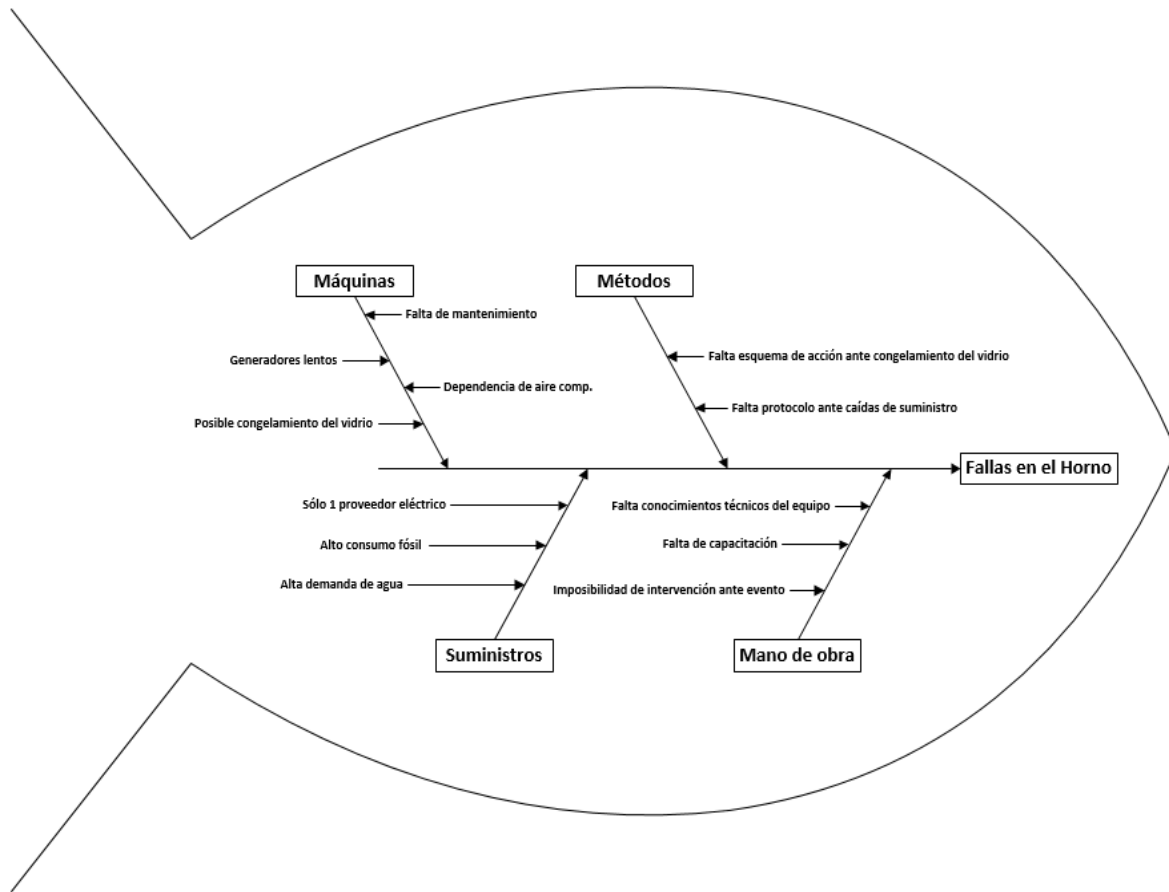 Máquinas
Métodos
Falta de mantenimiento
Generadores lentos
Falta esquema de acción ante congelamiento del vidrio
Dependencia de aire comp.
Falta protocolo ante caídas de suministro
Posible congelamiento del vidrio
Fallas en el Horno
Sólo 1 proveedor eléctrico
Falta conocimientos técnicos del equipo
Alto consumo fósil
Falta de capacitación
Alta demanda de agua
Imposibilidad de intervención ante evento
Suministros
Mano de obra